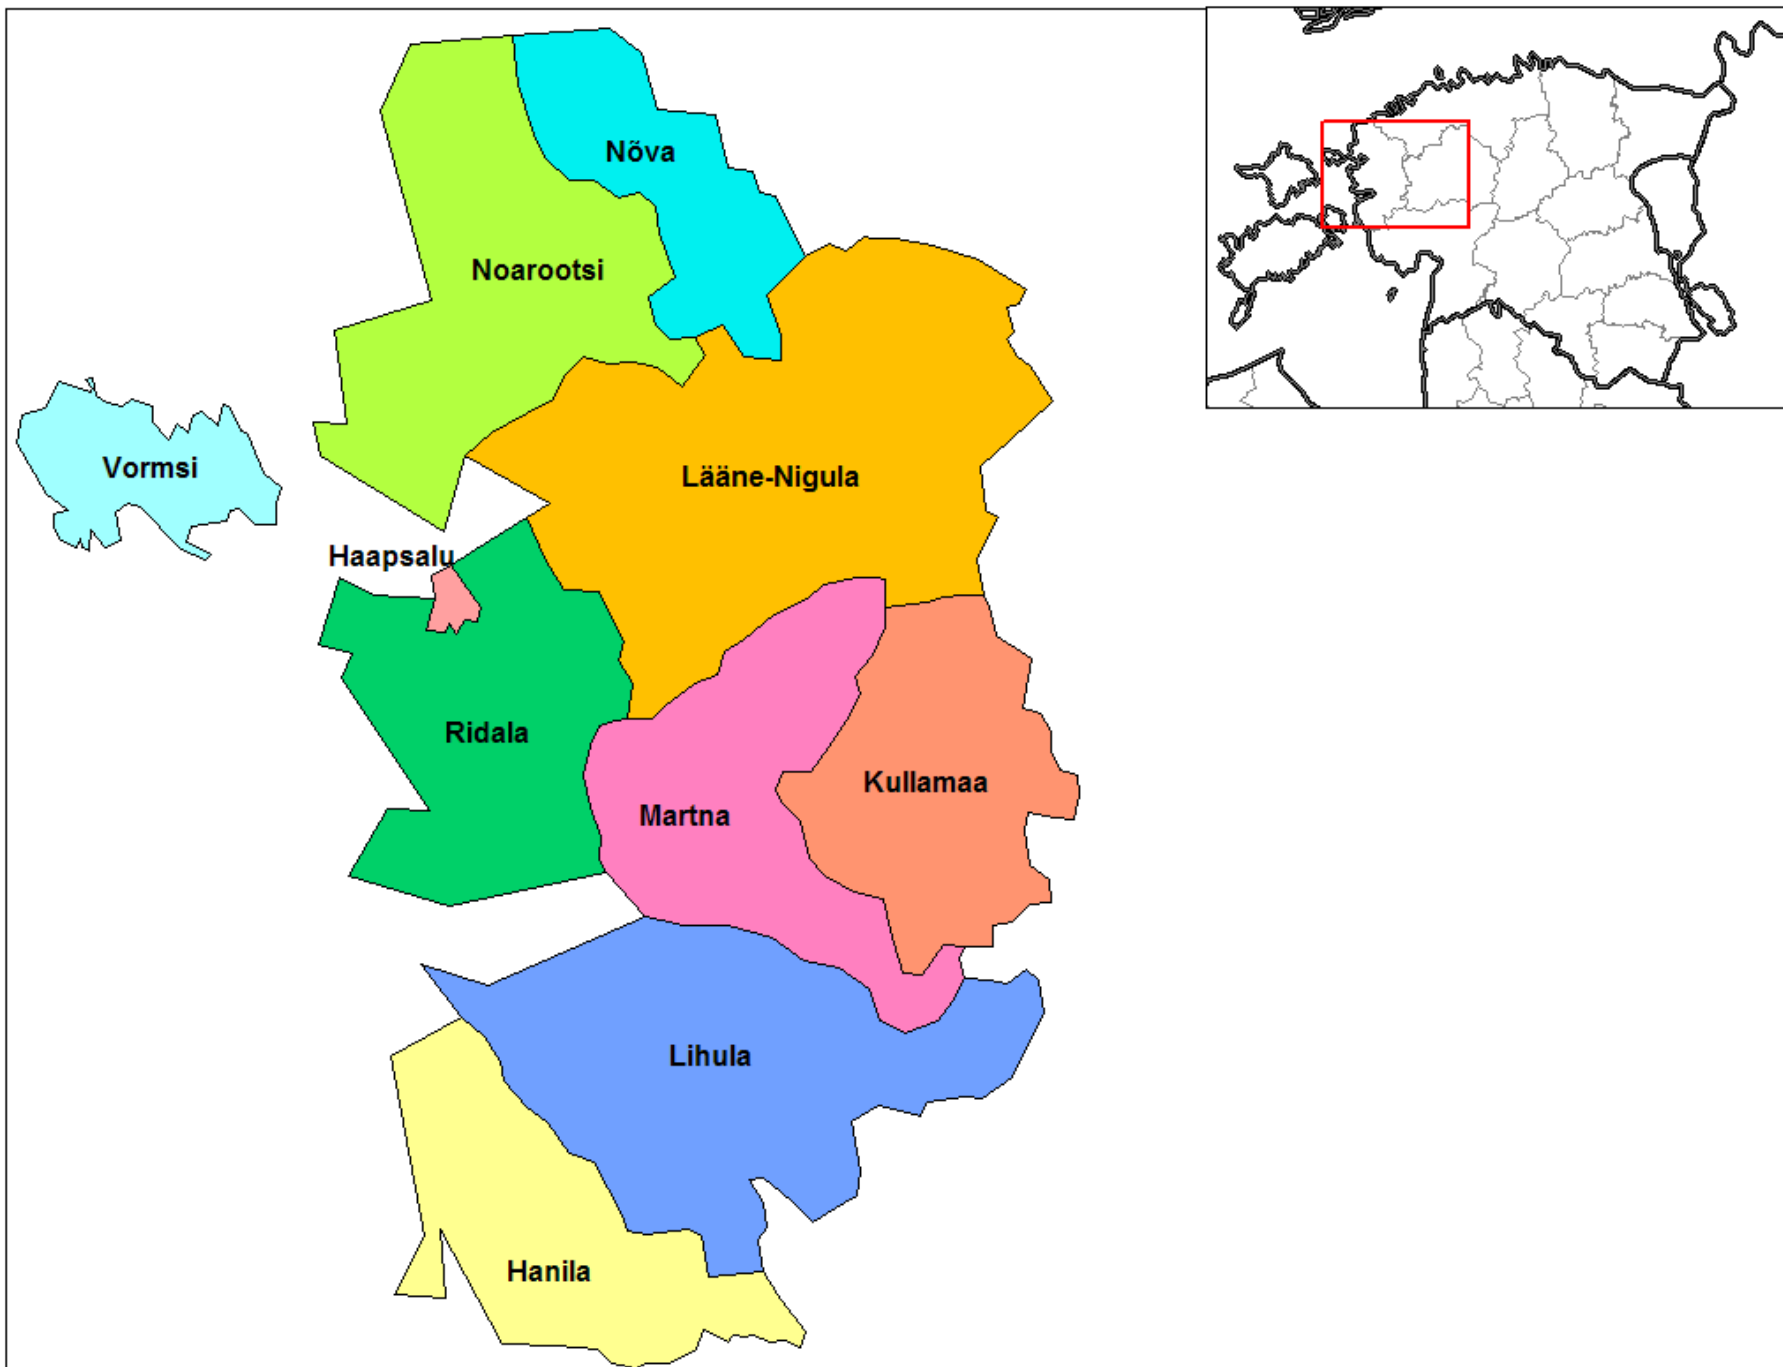 Nõva
Noarootsi
Vormsi
Lääne-Nigula
Haapsalu
Ridala
Kullamaa
Martna
Lihula
Hanila